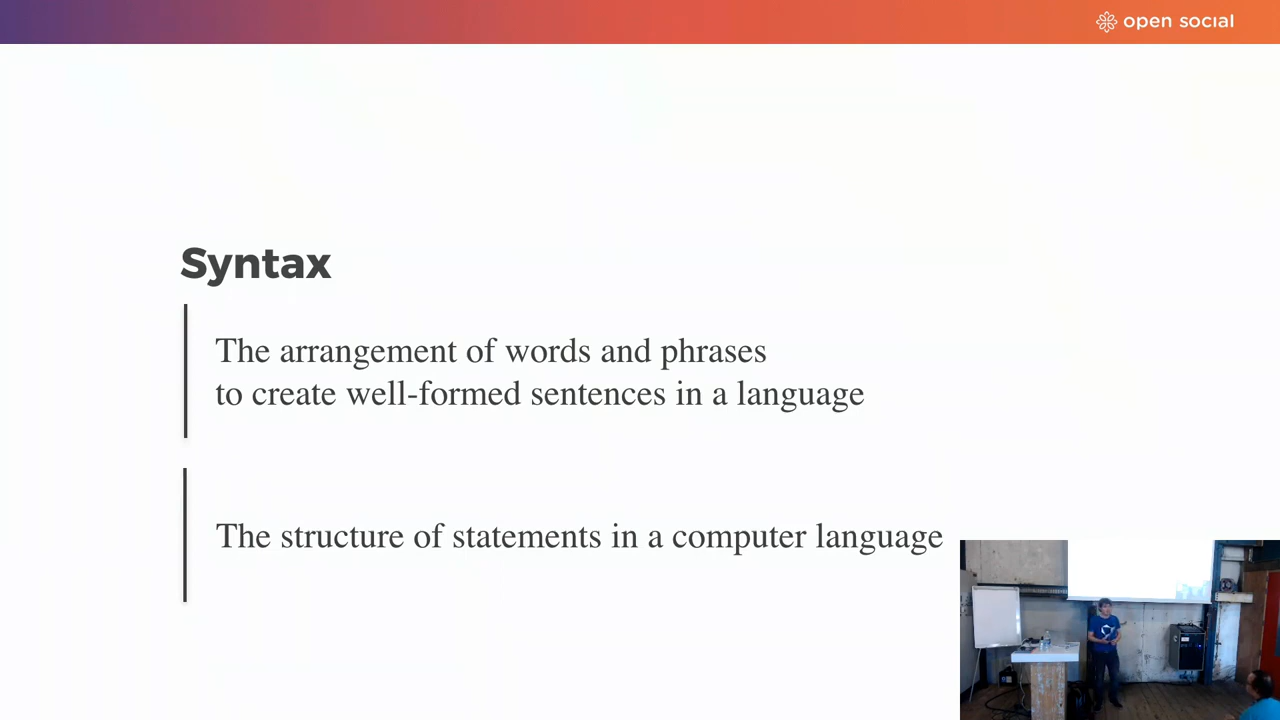 open social
Syntax
The arrangement of words and phrases
to create well-formed sentences in a language
The structure of statements in a computer language